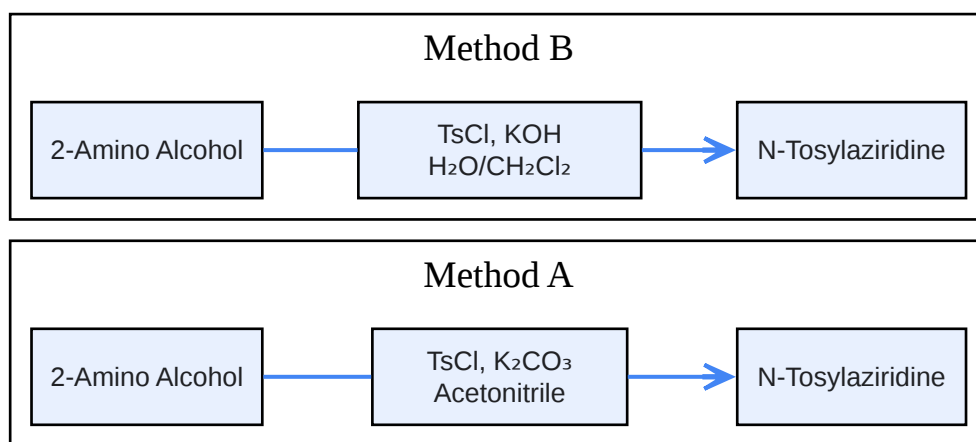 Method B
2-Amino Alcohol
TsCl, KOH
H₂O/CH₂Cl₂
N-Tosylaziridine
Method A
2-Amino Alcohol
TsCl, K₂CO₃
Acetonitrile
N-Tosylaziridine